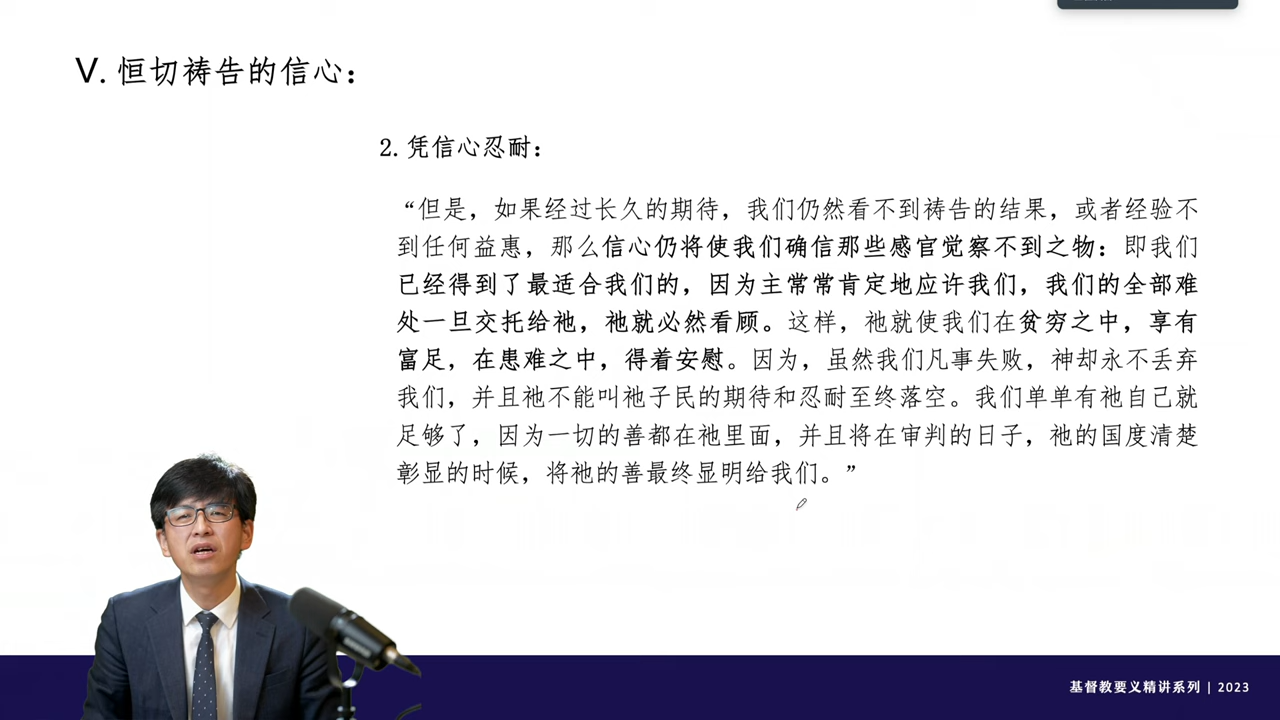 V. 恒切祷告的信心：
2. 凭信心忍耐：
“但是，如果经过长久的期待，我们仍然看不到祷告的结果，或者经验不
到任何益惠，那么信心仍将使我们确信那些感官觉察不到之物：即我们
已经得到了最适合我们的，因为主常常肯定地应许我们，我们的全部难
处一旦交托给祂，祂就必然看顾。这样，祂就使我们在贫穷之中，享有
富足，在患难之中，得着安慰。因为，虽然我们凡事失败，神却永不丢弃
我们，并且祂不能叫祂子民的期待和忍耐至终落空。我们单单有祂自己就
足够了，因为一切的善都在祂里面，并且将在审判的日子，祂的国度清楚
彰显的时候，将祂的善最终显明给我们。”
基督教要义精讲系列 | 2023